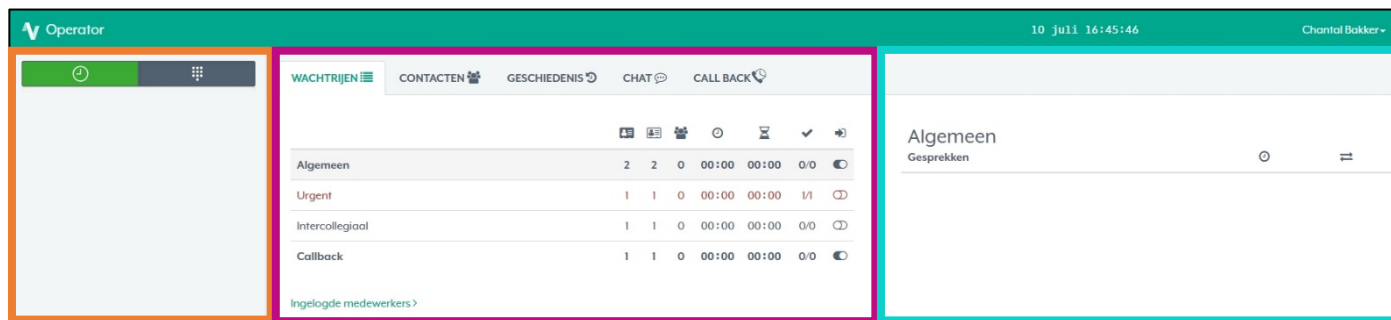 Operator 10 juli 16:45:46 Chantal Bakker
WACHTRIJEN CONTACTEN GESCHIEDENIS CHAT CALL BACK
Algemeen 2 2 0 00:00 00:00 0/0
Urgent 1 1 0 00:00 00:00 1/1
Intercollegiaal 1 1 0 00:00 00:00 0/0
Callback 1 1 0 00:00 00:00 0/0
Ingelogde medewerkers >
Algemeen
Gesprekken